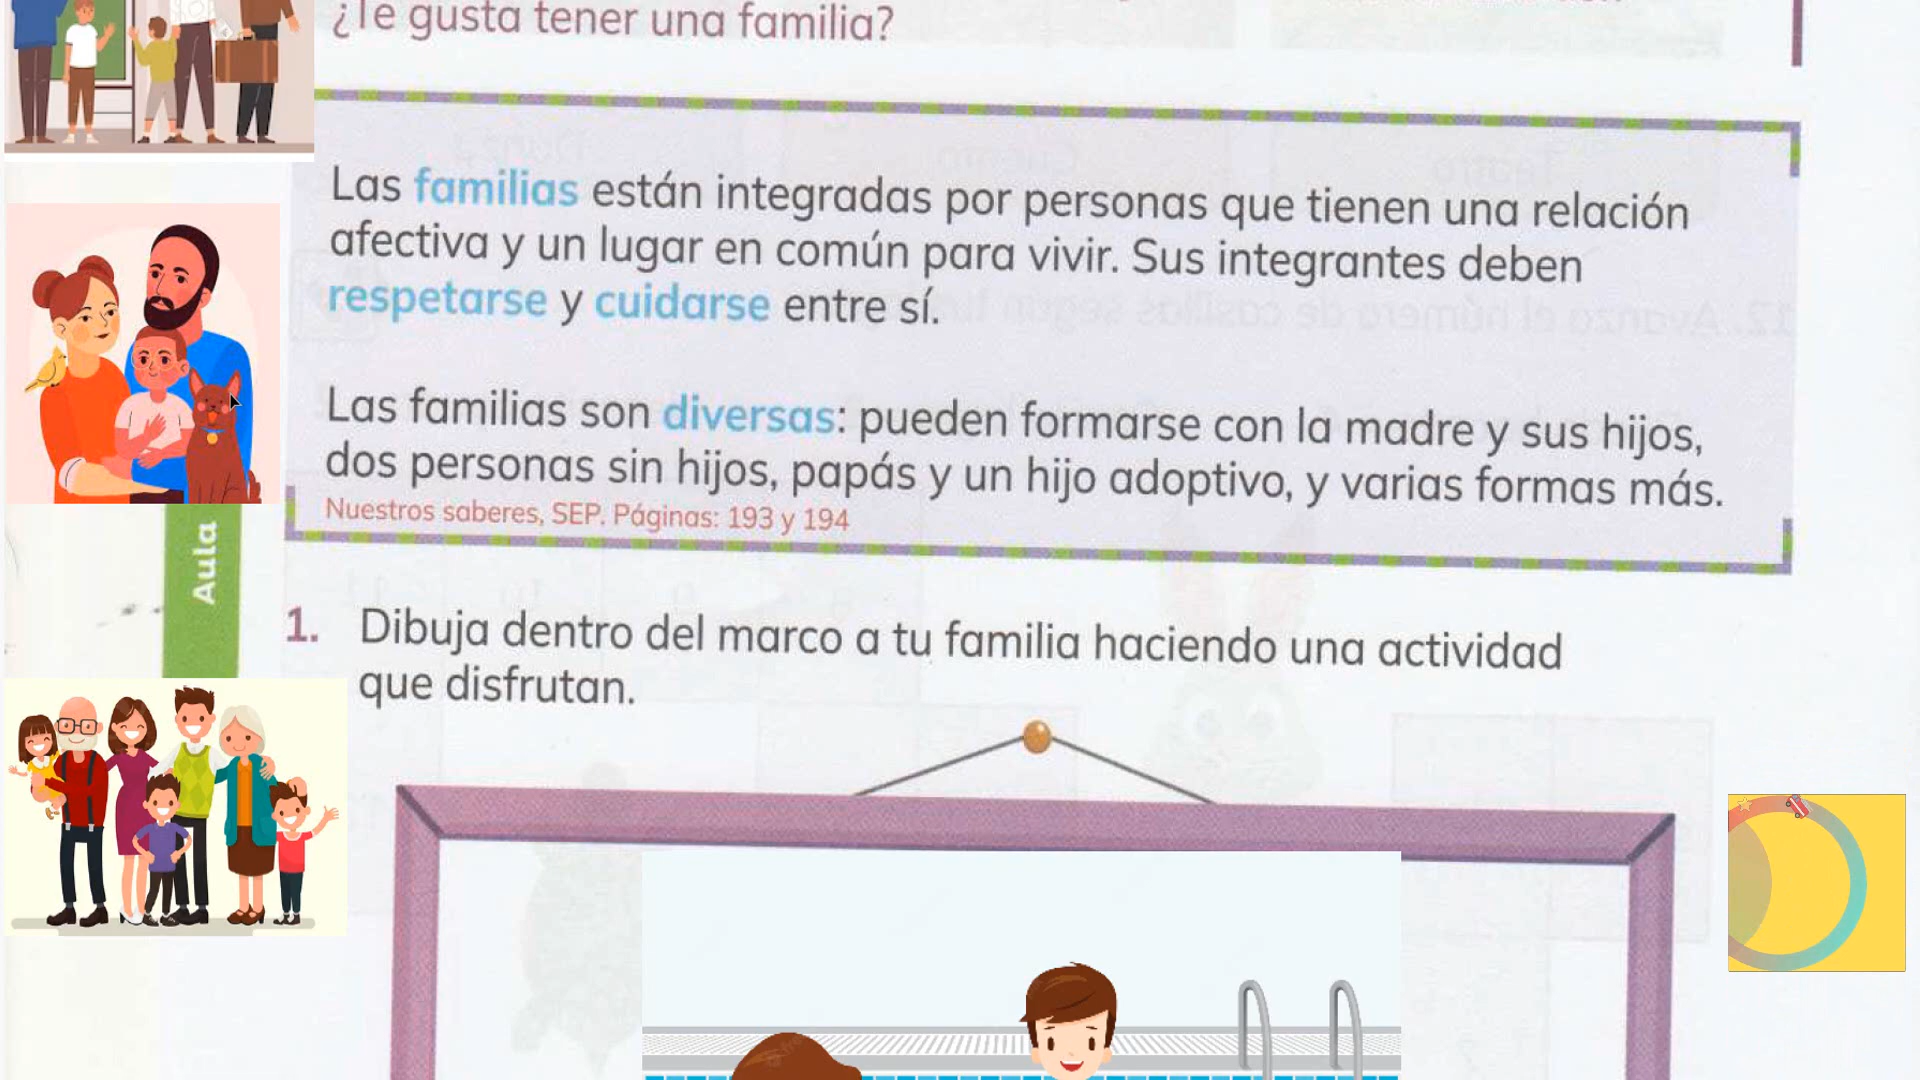 ¿Te gusta tener una familia?
Las familias están integradas por personas que tienen una relación
afectiva y un lugar en común para vivir. Sus integrantes deben
respetarse y cuidarse entre sí.
Las familias son diversas: pueden formarse con la madre y sus hijos,
dos personas sin hijos, papás y un hijo adoptivo, y varias formas más.
Nuestros saberes, SEP. Páginas: 193 y 194
Aula
1. Dibuja dentro del marco a tu familia haciendo una actividad
que disfrutan.